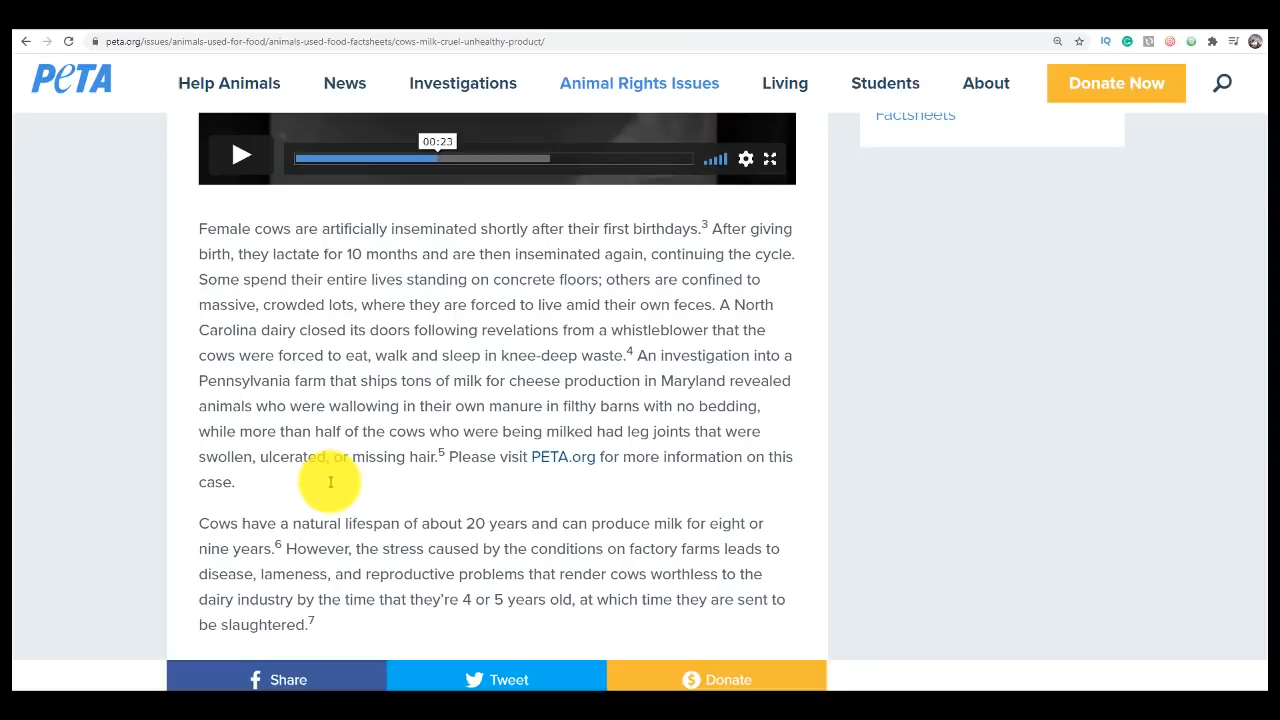 peta.org/issues/animals-used-for-food/animals-used-food-factsheets/cows-milk-cruel-unhealthy-product/
IQ
PETA
Help Animals News Investigations Animal Rights Issues Living Students About Donate Now
Factsheets
00:23
Female cows are artificially inseminated shortly after their first birthdays.3 After giving
birth, they lactate for 10 months and are then inseminated again, continuing the cycle.
Some spend their entire lives standing on concrete floors; others are confined to
massive, crowded lots, where they are forced to live amid their own feces. A North
Carolina dairy closed its doors following revelations from a whistleblower that the
cows were forced to eat, walk and sleep in knee-deep waste.4 An investigation into a
Pennsylvania farm that ships tons of milk for cheese production in Maryland revealed
animals who were wallowing in their own manure in filthy barns with no bedding,
while more than half of the cows who were being milked had leg joints that were
swollen, ulcerated, or missing hair.5 Please visit PETA.org for more information on this
case.
Cows have a natural lifespan of about 20 years and can produce milk for eight or
nine years.6 However, the stress caused by the conditions on factory farms leads to
disease, lameness, and reproductive problems that render cows worthless to the
dairy industry by the time that they're 4 or 5 years old, at which time they are sent to
be slaughtered.7
Share Tweet Donate